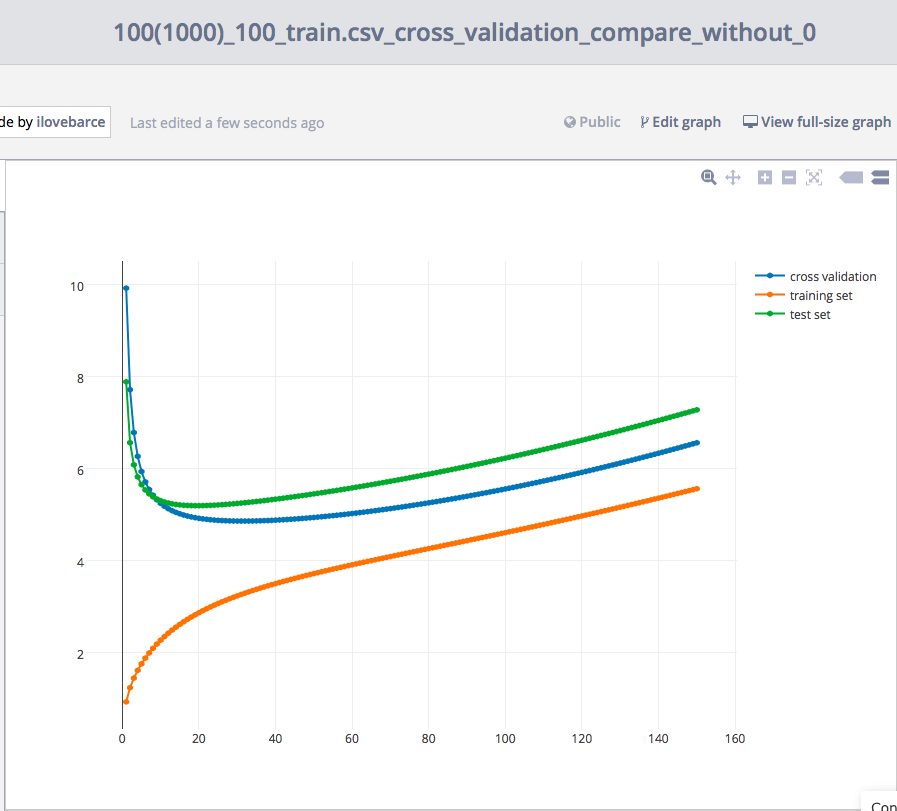 100(1000)_100_train.csv_cross_validation_compare_without_0
de by ilovebarce
Last edited a few seconds ago
Public
Edit graph
View full-size graph
cross validation
training set
test set
10
8
6
4
2
0
20
40
60
80
100
120
140
160
Con